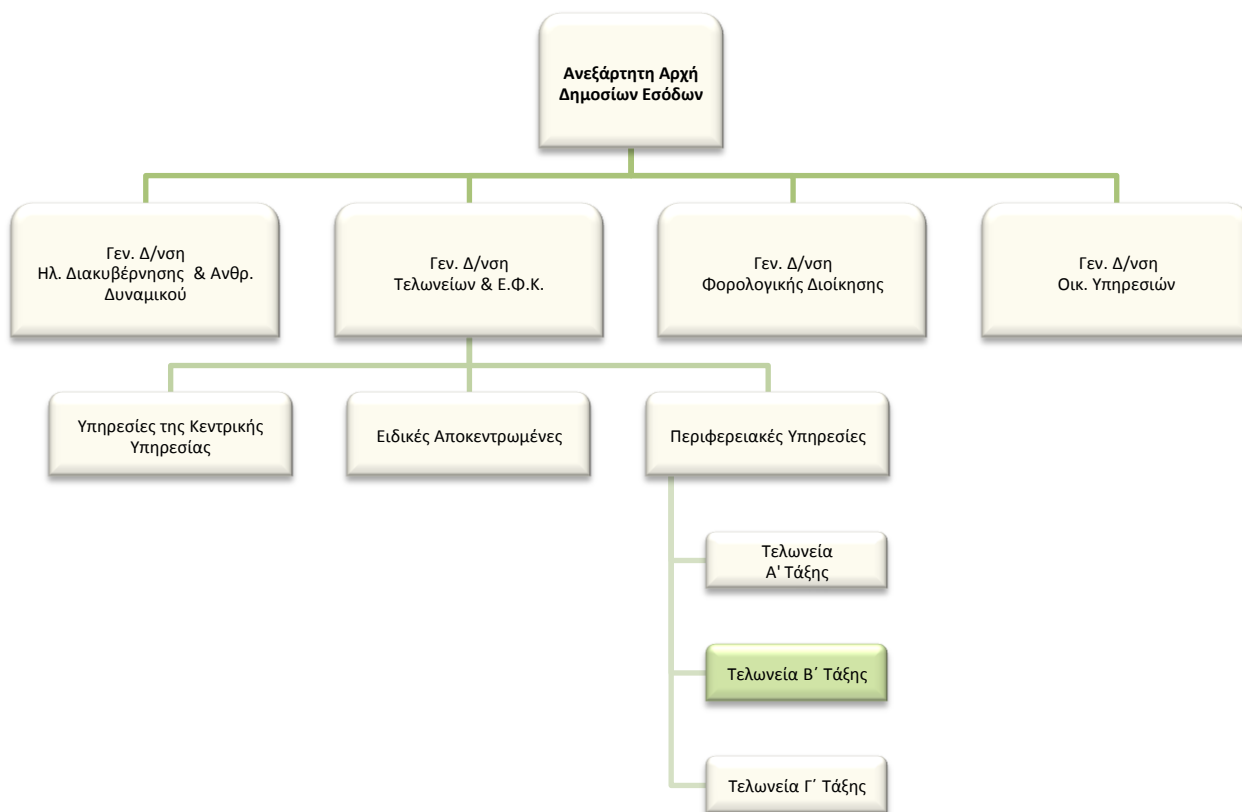 Ανεξάρτητη Αρχή
Δημοσίων Εσόδων
Γεν. Δ/νση
Ηλ. Διακυβέρνησης & Ανθρ.
Δυναμικού
Γεν. Δ/νση
Τελωνείων & Ε.Φ.Κ.
Γεν. Δ/νση
Φορολογικής Διοίκησης
Γεν. Δ/νση
Οικ. Υπηρεσιών
Υπηρεσίες της Κεντρικής
Υπηρεσίας
Ειδικές Αποκεντρωμένες
Περιφερειακές Υπηρεσίες
Τελωνεία
Α' Τάξης
Τελωνεία Β΄ Τάξης
Τελωνεία Γ΄ Τάξης